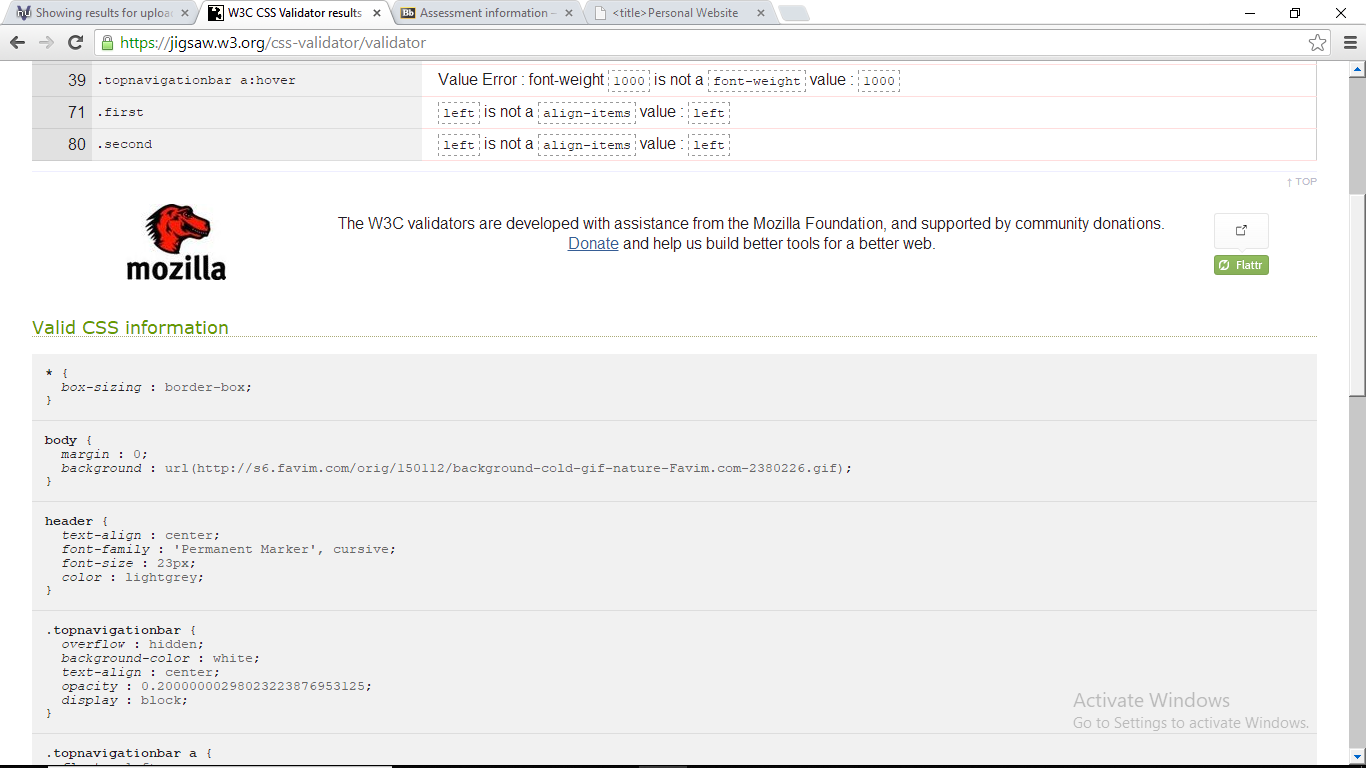 Showing results for uploa
W3C CSS Validator results
Assessment information –
<title>Personal Website
https://jigsaw.w3.org/css-validator/validator
39 .topnavigationbar a:hover Value Error : font-weight 1000 is not a font-weight value : 1000
71 .first left is not a align-items value : left
80 .second left is not a align-items value : left
↑ TOP
mozilla
The W3C validators are developed with assistance from the Mozilla Foundation, and supported by community donations.
Donate and help us build better tools for a better web.
Flattr
Valid CSS information
* {
box-sizing : border-box;
}
body {
margin : 0;
background : url(http://s6.favim.com/orig/150112/background-cold-gif-nature-Favim.com-2380226.gif);
}
header {
text-align : center;
font-family : 'Permanent Marker', cursive;
font-size : 23px;
color : lightgrey;
}
.topnavigationbar {
overflow : hidden;
background-color : white;
text-align : center;
opacity : 0.20000000298023223876953125;
display : block;
}
Activate Windows
Go to Settings to activate Windows.
.topnavigationbar a {